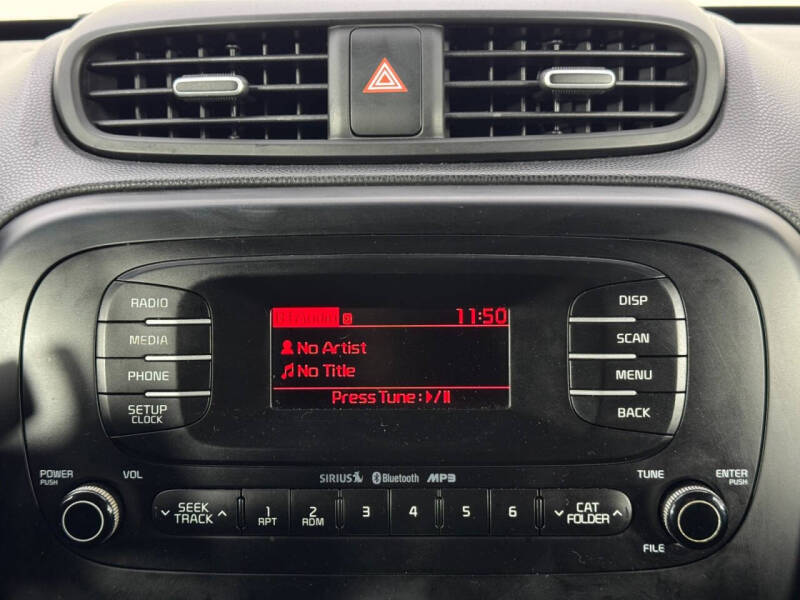 RADIO
MEDIA
PHONE
SETUP
CLOCK
11:50
No Artist
No Title
Press Tune:
DISP
SCAN
MENU
BACK
POWER
PUSH
VOL
SIRIUS Bluetooth MP3
TUNE
ENTER
PUSH
SEEK
TRACK
1
RPT
2
RDM
3
4
5
6
CAT
FOLDER
FILE